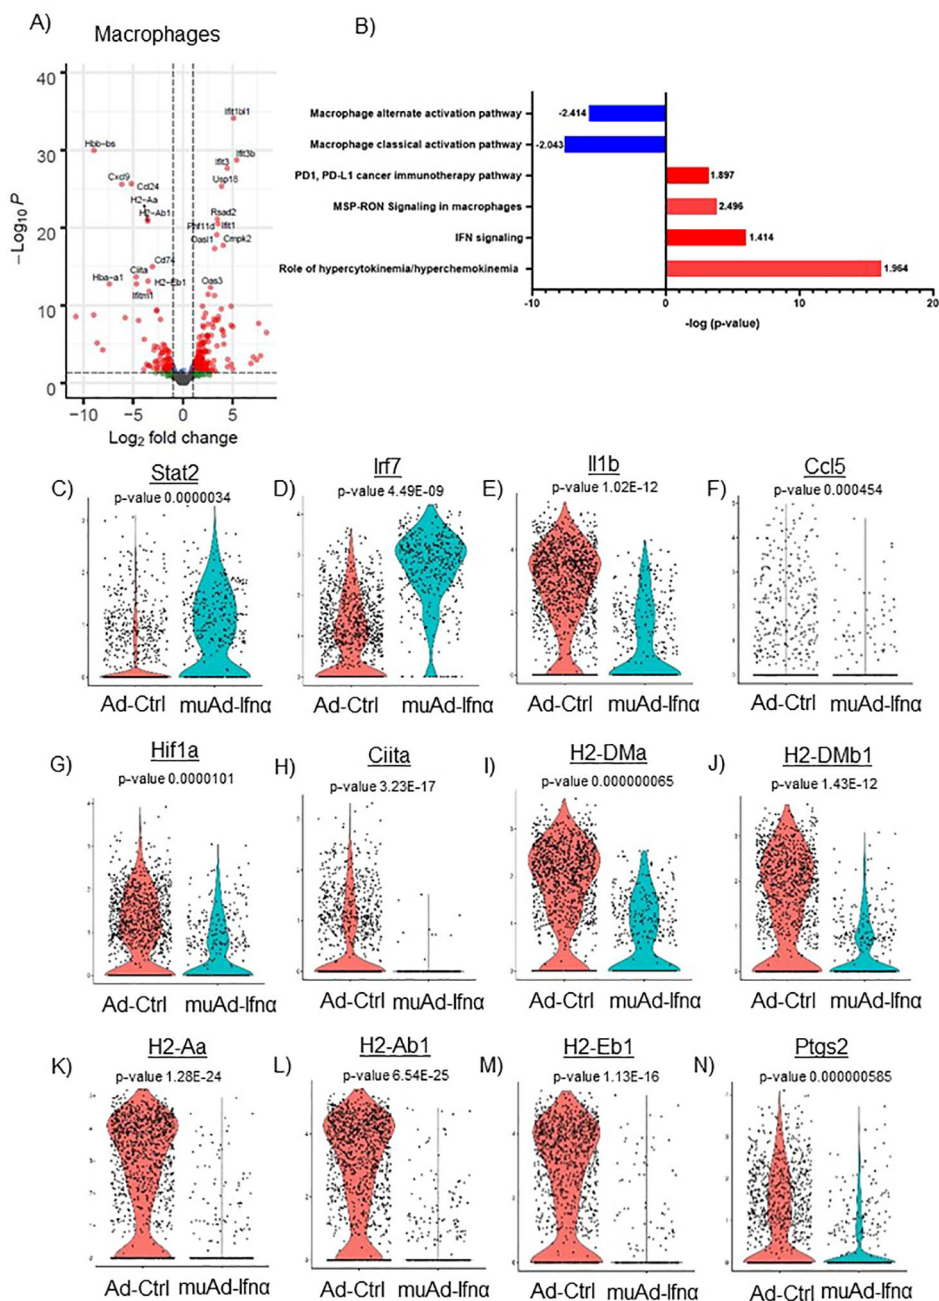 A)
Macrophages
40
30
20
10
0
−Log10 P
Ifit1bl1
Hbb−bs
Ifit3b
Ifit3
Cxcl9
Usp18
Ccl24
H2−Aa
H2−Ab1
Rsad2
Phf11d
Ifit1
Oasl1
Cmpk2
Cd74
Ciita
Hba−a1
H2−Eb1
Oas3
−10 −5 0 5
Log2 fold change
B)
Macrophage alternate activation pathway
-2.414
Macrophage classical activation pathway
-2.043
PD1, PD-L1 cancer immunotherapy pathway
1.897
MSP-RON Signaling in macrophages
2.496
IFN signaling
1.414
Role of hypercytokinemia/hyperchemokinemia
1.964
-10 0 10 20
-log (p-value)
C)
Stat2
p-value 0.0000034
Ad-Ctrl muAd-Ifnα
D)
Irf7
p-value 4.49E-09
Ad-Ctrl muAd-Ifnα
E)
Il1b
p-value 1.02E-12
Ad-Ctrl muAd-Ifnα
F)
Ccl5
p-value 0.000454
Ad-Ctrl muAd-Ifnα
G)
Hif1a
p-value 0.0000101
Ad-Ctrl muAd-Ifnα
H)
Ciita
p-value 3.23E-17
Ad-Ctrl muAd-Ifnα
I)
H2-DMa
p-value 0.000000065
Ad-Ctrl muAd-Ifnα
J)
H2-DMb1
p-value 1.43E-12
Ad-Ctrl muAd-Ifnα
K)
H2-Aa
p-value 1.28E-24
Ad-Ctrl muAd-Ifnα
L)
H2-Ab1
p-value 6.54E-25
Ad-Ctrl muAd-Ifnα
M)
H2-Eb1
p-value 1.13E-16
Ad-Ctrl muAd-Ifnα
N)
Ptgs2
p-value 0.000000585
Ad-Ctrl muAd-Ifnα